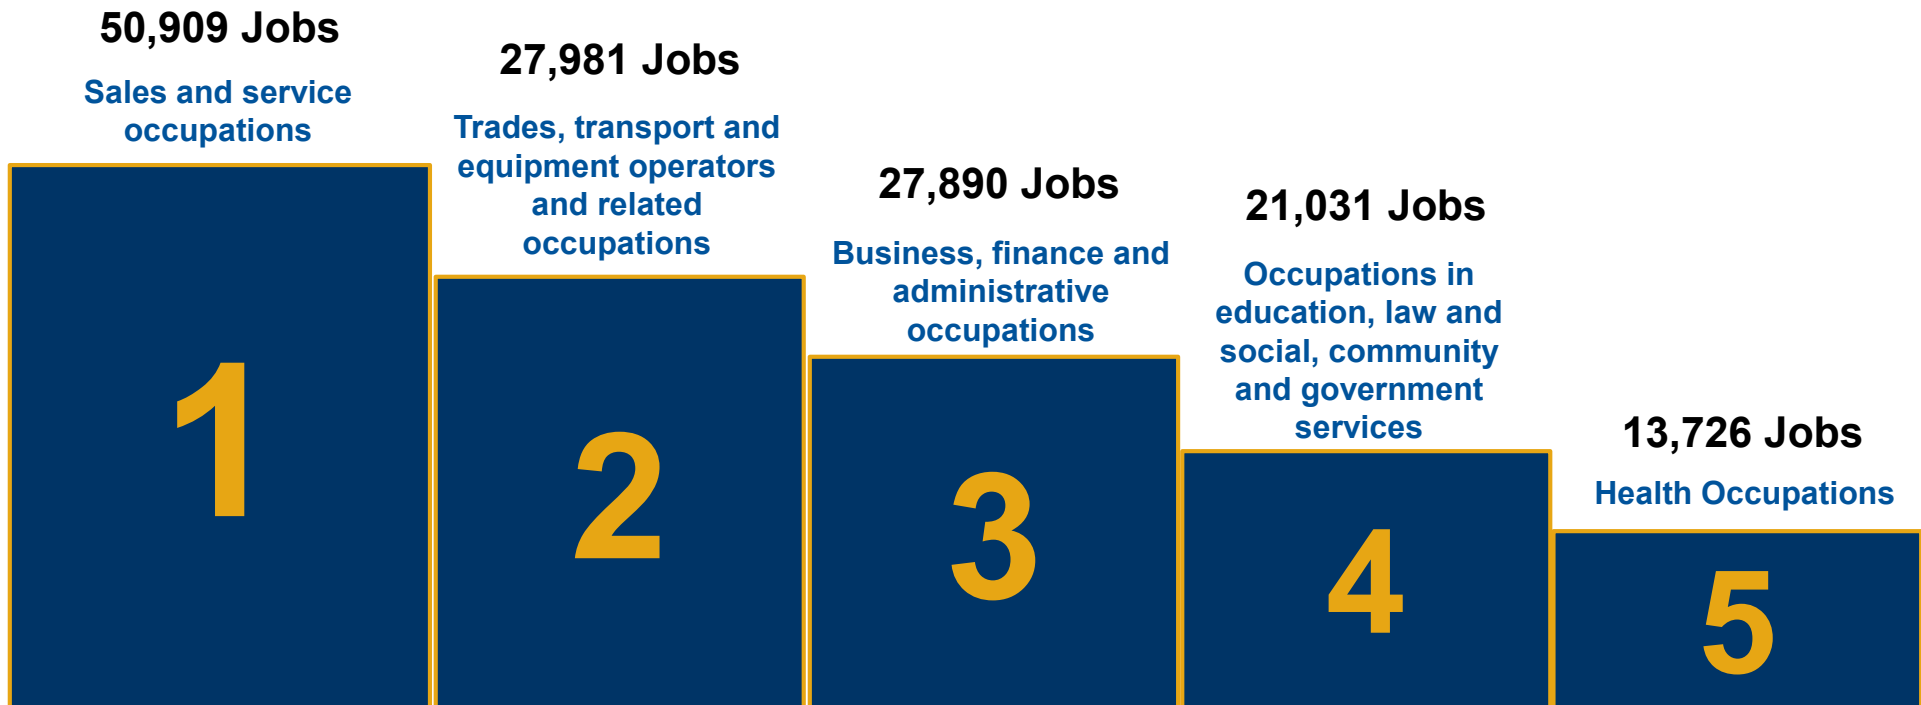 50,909 Jobs
Sales and service
occupations
1
27,981 Jobs
Trades, transport and
equipment operators
and related
occupations
2
27,890 Jobs
Business, finance and
administrative
occupations
3
21,031 Jobs
Occupations in
education, law and
social, community
and government
services
4
13,726 Jobs
Health Occupations
5